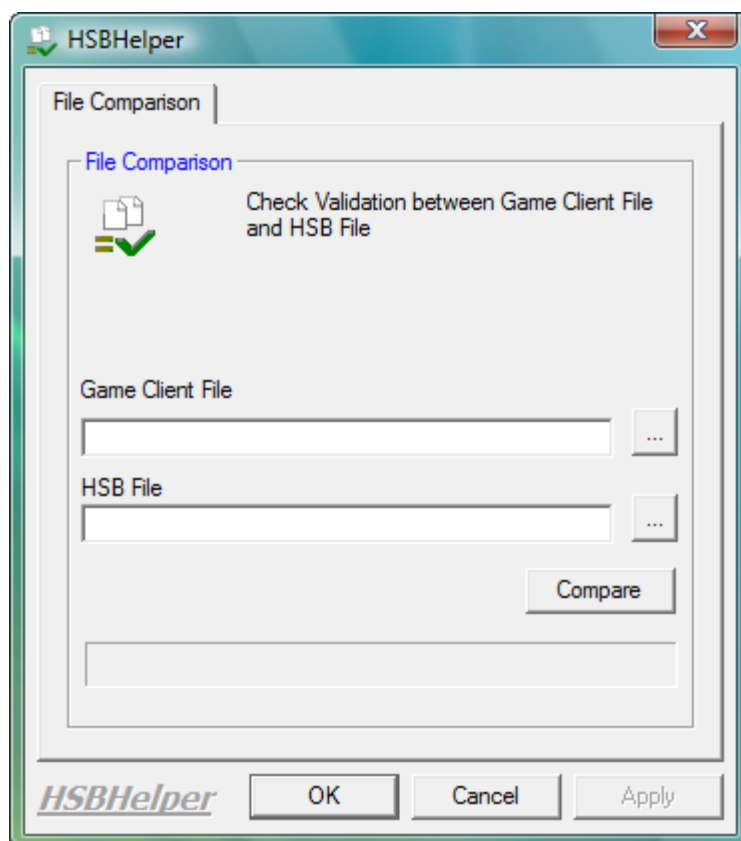 HSBHelper
File Comparison
File Comparison
Check Validation between Game Client File
and HSB File
Game Client File
...
HSB File
...
Compare
HSBHelper
OK
Cancel
Apply